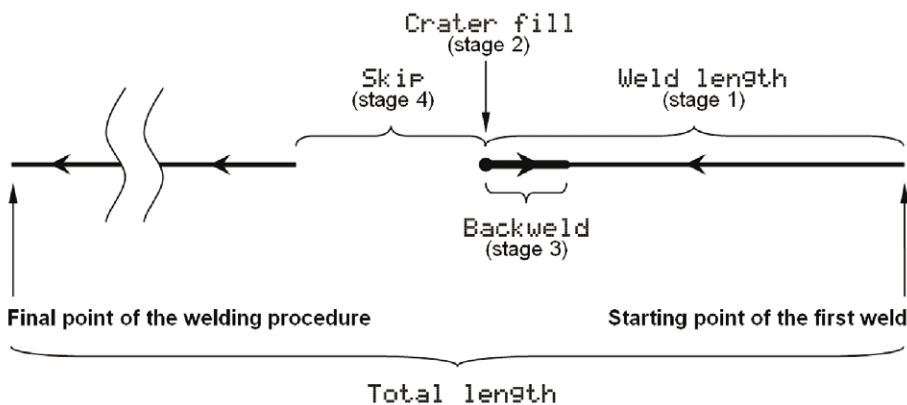 Crater fill
(stage 2)
Skip
(stage 4)
Weld length
(stage 1)
Backweld
(stage 3)
Final point of the welding procedure
Starting point of the first weld
Total length